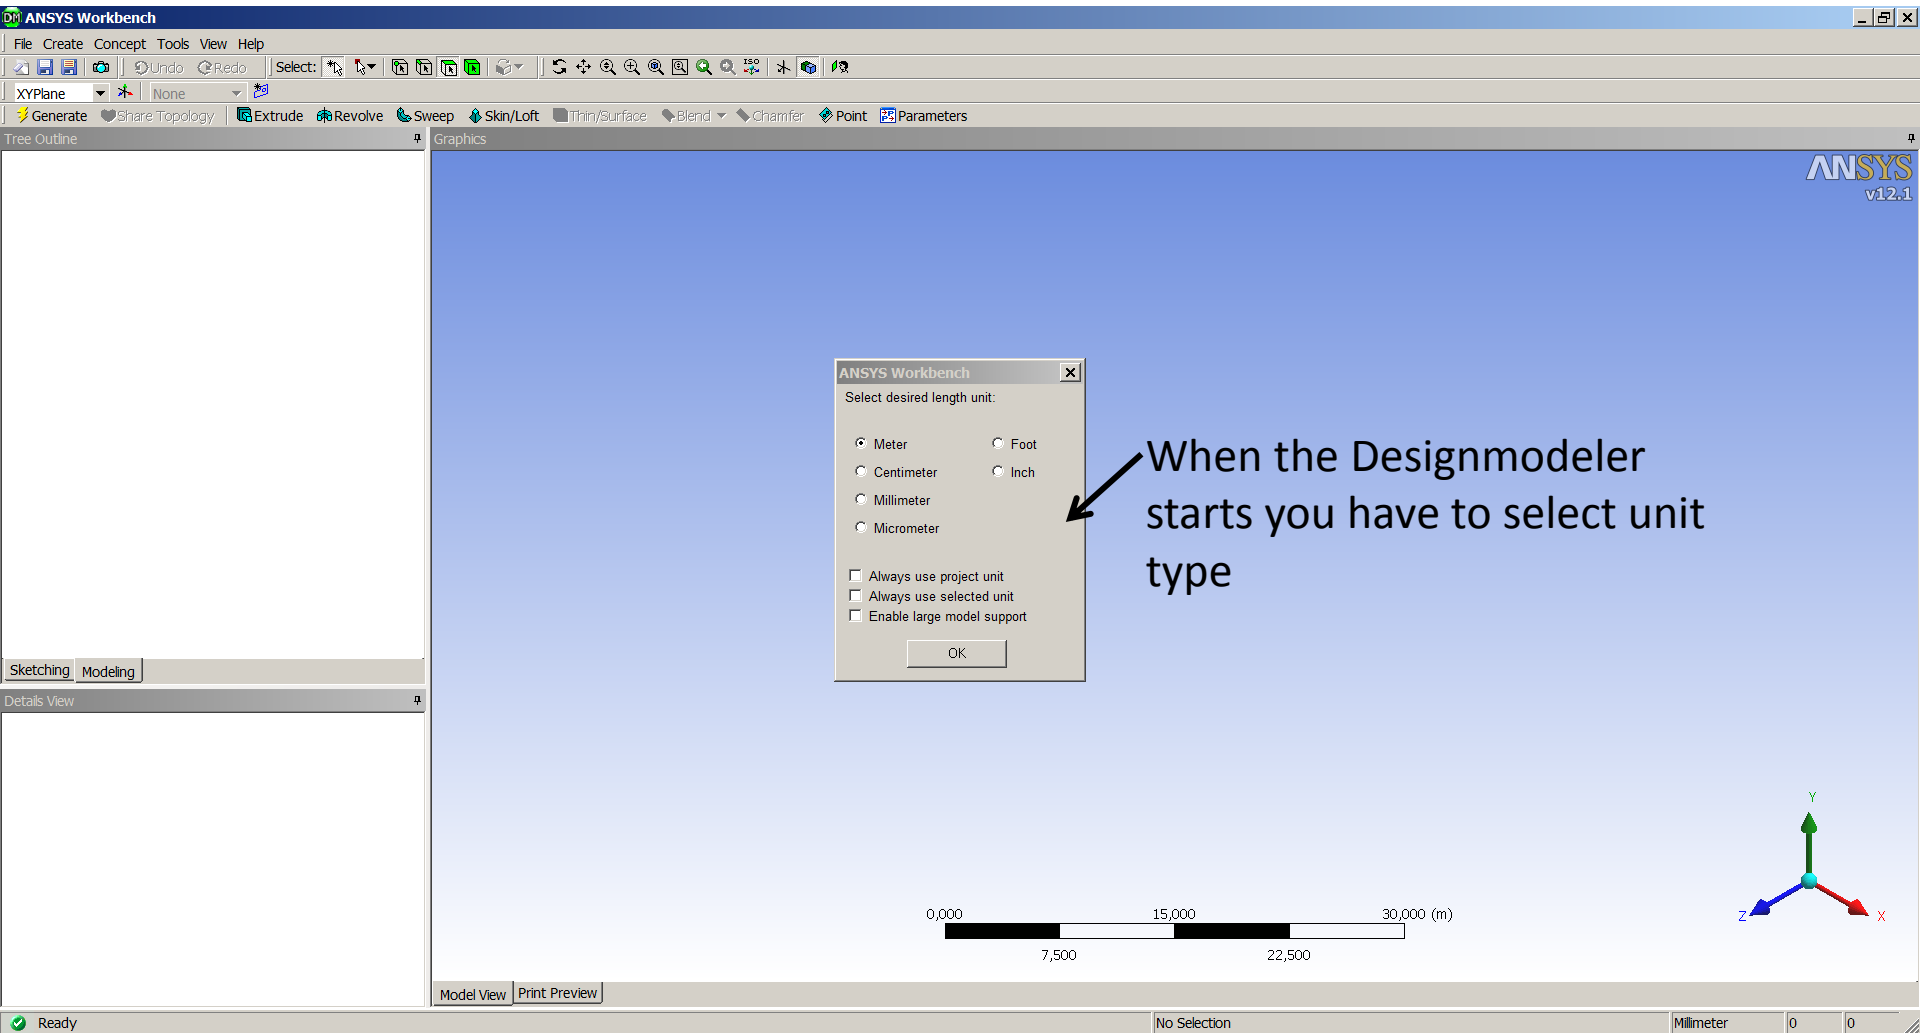 DM ANSYS Workbench
File Create Concept Tools View Help
Undo Redo Select: ISO
XYPlane None
Generate Share Topology Extrude Revolve Sweep Skin/Loft Thin/Surface Blend Chamfer Point Parameters
Tree Outline
Graphics
ANSYS
v12.1
ANSYS Workbench
Select desired length unit:
Meter Foot
Centimeter Inch
Millimeter
Micrometer
Always use project unit
Always use selected unit
Enable large model support
OK
When the Designmodeler
starts you have to select unit
type
Sketching Modeling
Details View
Y
Z X
0,000 15,000 30,000 (m)
7,500 22,500
Model View Print Preview
Ready No Selection Millimeter 0 0